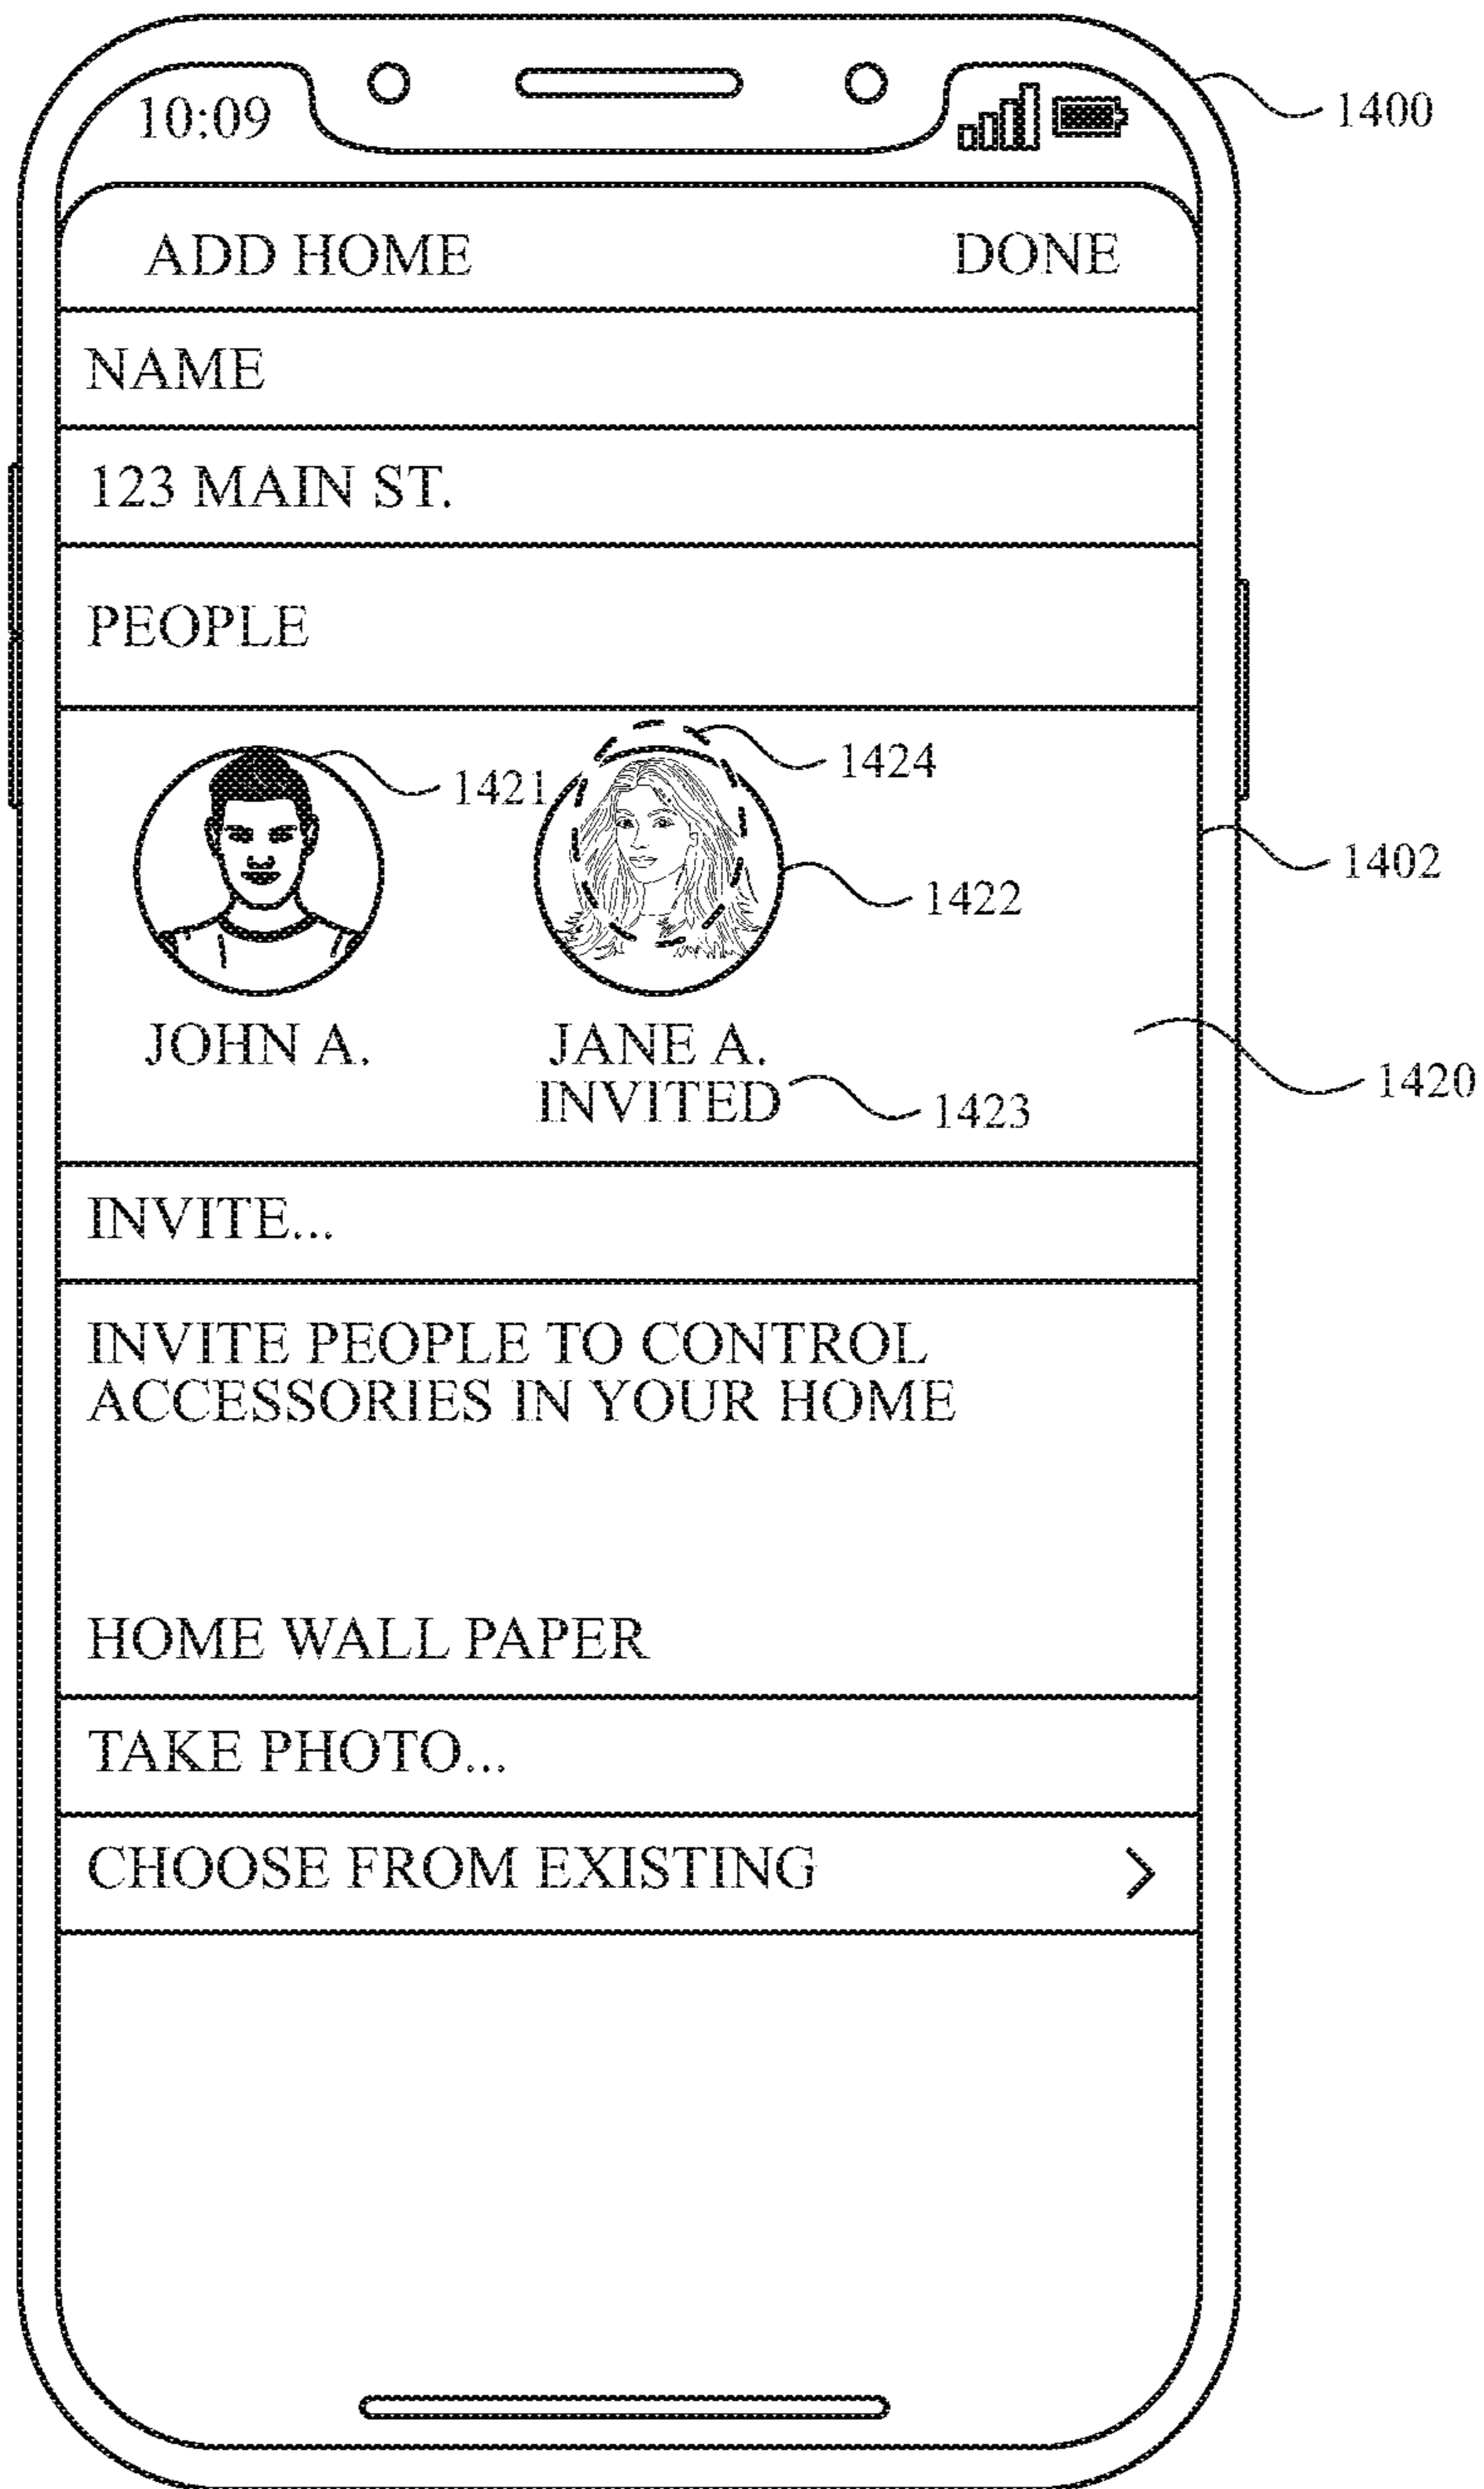 10:09
1400
ADD HOME DONE
NAME
123 MAIN ST.
PEOPLE
1424
1421
1402
1422
JOHN A. JANE A.
INVITED
1420
1423
INVITE...
INVITE PEOPLE TO CONTROL
ACCESSORIES IN YOUR HOME
HOME WALL PAPER
TAKE PHOTO...
CHOOSE FROM EXISTING >